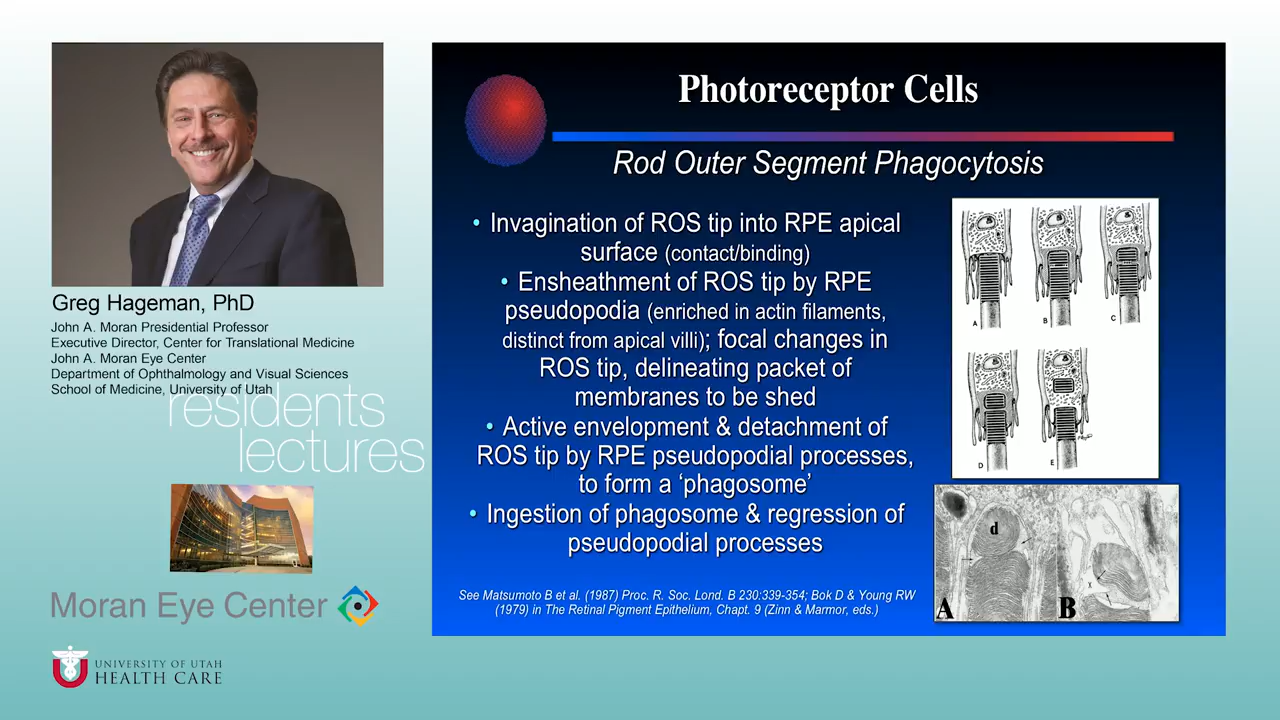 Greg Hageman, PhD
John A. Moran Presidential Professor
Executive Director, Center for Translational Medicine
John A. Moran Eye Center
Department of Ophthalmology and Visual Sciences
School of Medicine, University of Utah
residents
lectures
Moran Eye Center
U
UNIVERSITY OF UTAH
HEALTH CARE
Photoreceptor Cells
Rod Outer Segment Phagocytosis
• Invagination of ROS tip into RPE apical
surface (contact/binding)
• Ensheathment of ROS tip by RPE
pseudopodia (enriched in actin filaments,
distinct from apical villi); focal changes in
ROS tip, delineating packet of
membranes to be shed
• Active envelopment & detachment of
ROS tip by RPE pseudopodial processes,
to form a ‘phagosome’
• Ingestion of phagosome & regression of
pseudopodial processes
See Matsumoto B et al. (1987) Proc. R. Soc. Lond. B 230:339-354; Bok D & Young RW
(1979) in The Retinal Pigment Epithelium, Chapt. 9 (Zinn & Marmor, eds.)
A B C
D E
d
A B